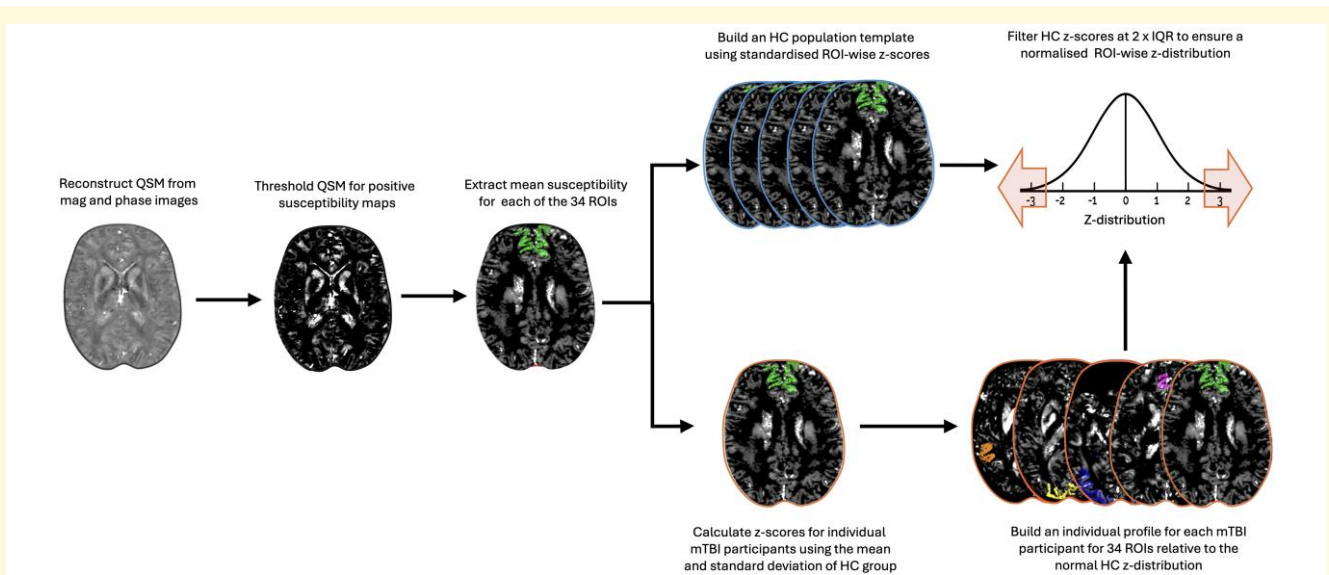 Reconstruct QSM from
mag and phase images
Threshold QSM for positive
susceptibility maps
Extract mean susceptibility
for each of the 34 ROIs
Build an HC population template
using standardised ROI-wise z-scores
Filter HC z-scores at 2 x IQR to ensure a
normalised ROI-wise z-distribution
-3 -2 -1 0 1 2 3
Z-distribution
Calculate z-scores for individual
mTBI participants using the mean
and standard deviation of HC group
Build an individual profile for each mTBI
participant for 34 ROIs relative to the
normal HC z-distribution